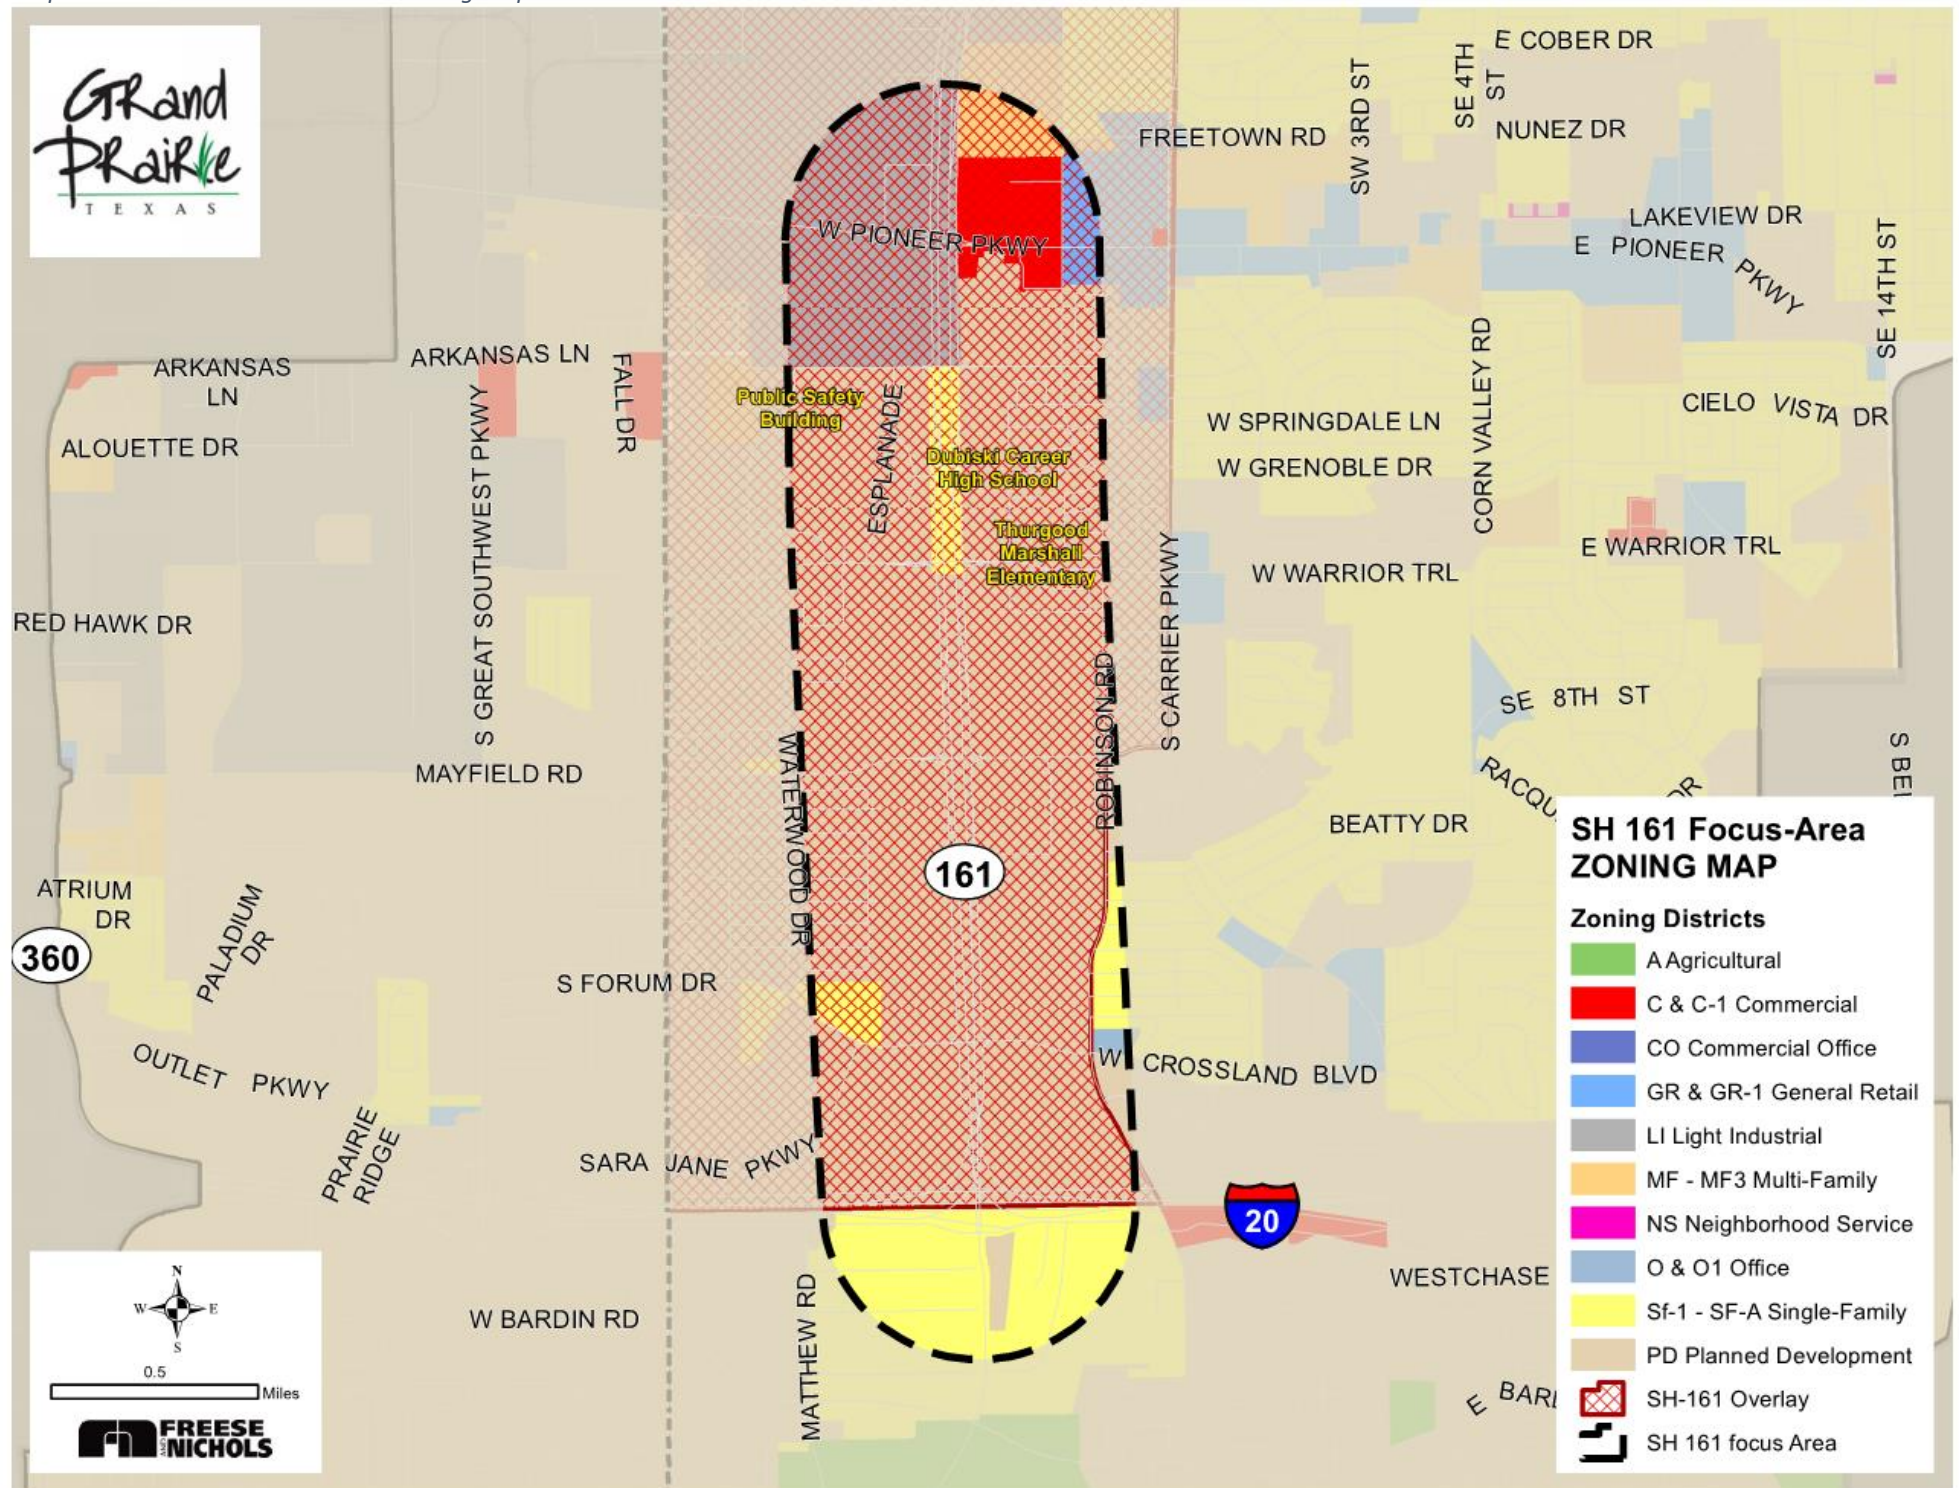 Grand
Prairie
TEXAS
E COBER DR
SE 4TH
ST
SW 3RD ST
NUNEZ DR
FREETOWN RD
LAKEVIEW DR
E PIONEER PKWY
W PIONEER PKWY
SE 14TH ST
ARKANSAS
LN
ARKANSAS LN
FALL DR
ALOUETTE DR
S GREAT SOUTHWEST PKWY
Public Safety
Building
ESPLANADE
Dubiski Career
High School
Thurgood
Marshall
Elementary
W SPRINGDALE LN
W GRENOBLE DR
CORN VALLEY RD
CIELO VISTA DR
E WARRIOR TRL
W WARRIOR TRL
RED HAWK DR
S CARRIER PKWY
ROBINSON RD
SE 8TH ST
S BEL
MAYFIELD RD
WATERWOOD DR
RACQU
DR
BEATTY DR
161
ATRIUM
DR
PALADIUM
DR
360
S FORUM DR
OUTLET PKWY
W CROSSLAND BLVD
PRAIRIE
RIDGE
SARA JANE PKWY
20
WESTCHASE
W BARDIN RD
MATTHEW RD
E BARD
SH 161 Focus-Area
ZONING MAP
Zoning Districts
A Agricultural
C & C-1 Commercial
CO Commercial Office
GR & GR-1 General Retail
LI Light Industrial
MF - MF3 Multi-Family
NS Neighborhood Service
O & O1 Office
Sf-1 - SF-A Single-Family
PD Planned Development
SH-161 Overlay
SH 161 focus Area
N
W E
S
0.5
Miles
FREESE
AND NICHOLS